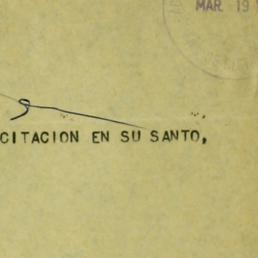 MAR 19
CITACION EN SU SANTO,